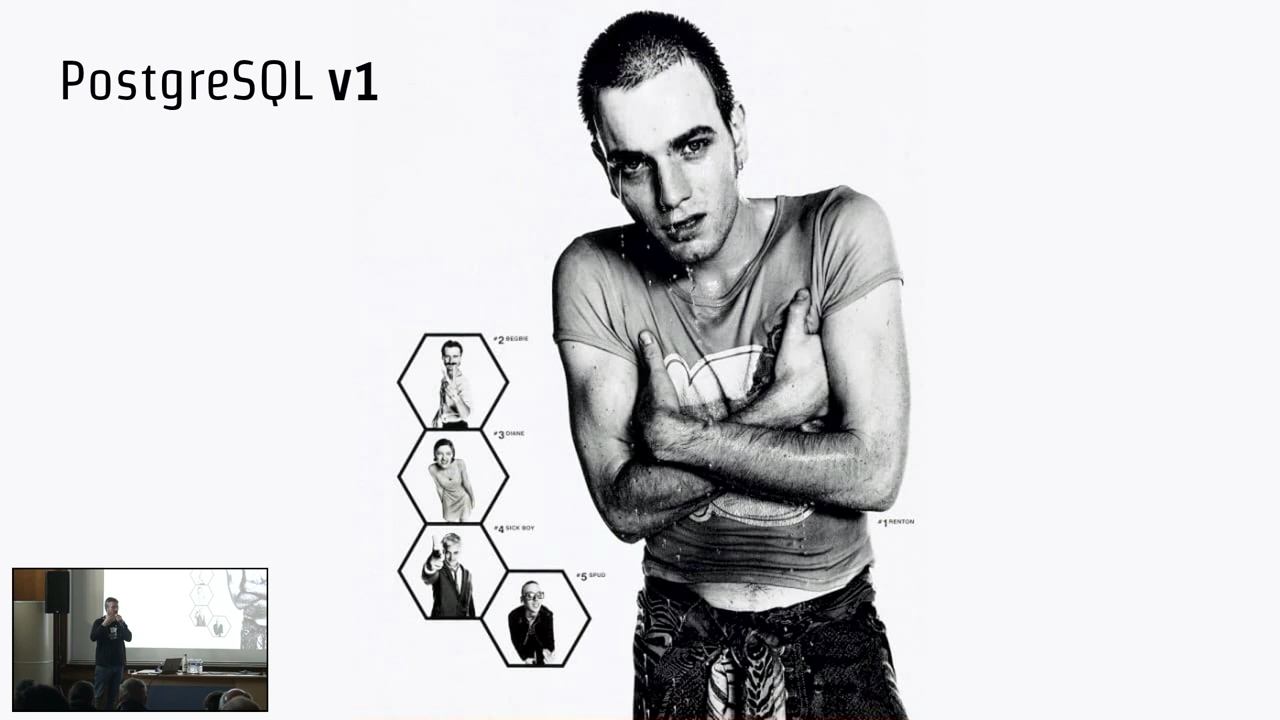 PostgreSQL v1
#2 BEGBIE
#3 DIANE
#4 SICK BOY
#1 RENTON
#5 SPUD